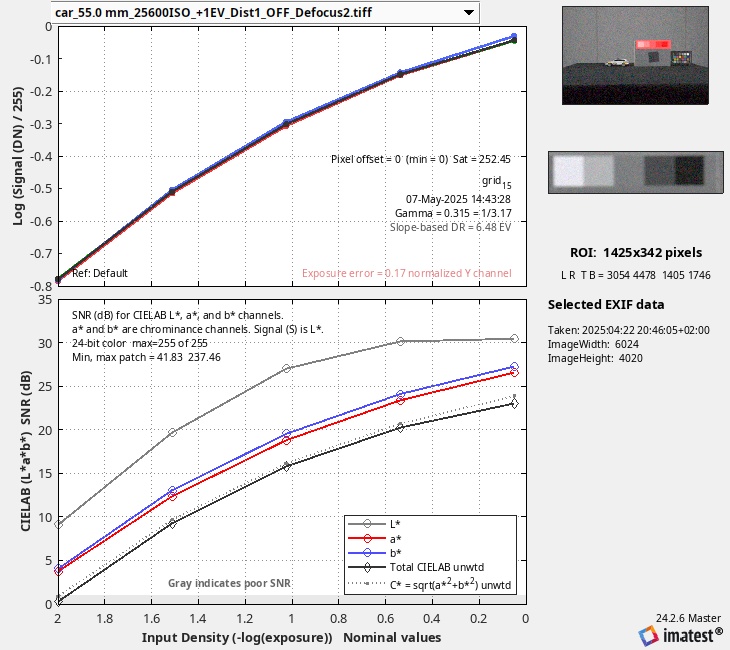 car_55.0 mm_25600ISO_+1EV_Dist1_OFF_Defocus2.tiff
0
-0.1
-0.2
-0.3
-0.4
-0.5
-0.6
-0.7
-0.8
Log (Signal (DN) / 255)
Pixel offset = 0 (min = 0) Sat = 252.45
grid15
07-May-2025 14:43:28
Gamma = 0.315 = 1/3.17
Slope-based DR = 6.48 EV
Ref: Default
Exposure error = 0.17 normalized Y channel
35
30
25
20
15
10
5
0
CIELAB (L*a*b*) SNR (dB)
SNR (dB) for CIELAB L*, a*, and b* channels.
a* and b* are chrominance channels. Signal (S) is L*.
24-bit color max=255 of 255
Min, max patch = 41.83 237.46
L*
a*
b*
Total CIELAB unwtd
C* = sqrt(a*2+b*2) unwtd
Gray indicates poor SNR
2 1.8 1.6 1.4 1.2 1 0.8 0.6 0.4 0.2 0
Input Density (-log(exposure)) Nominal values
ROI: 1425x342 pixels
L R T B = 3054 4478 1405 1746
Selected EXIF data
Taken: 2025:04:22 20:46:05+02:00
ImageWidth: 6024
ImageHeight: 4020
24.2.6 Master
imatest®